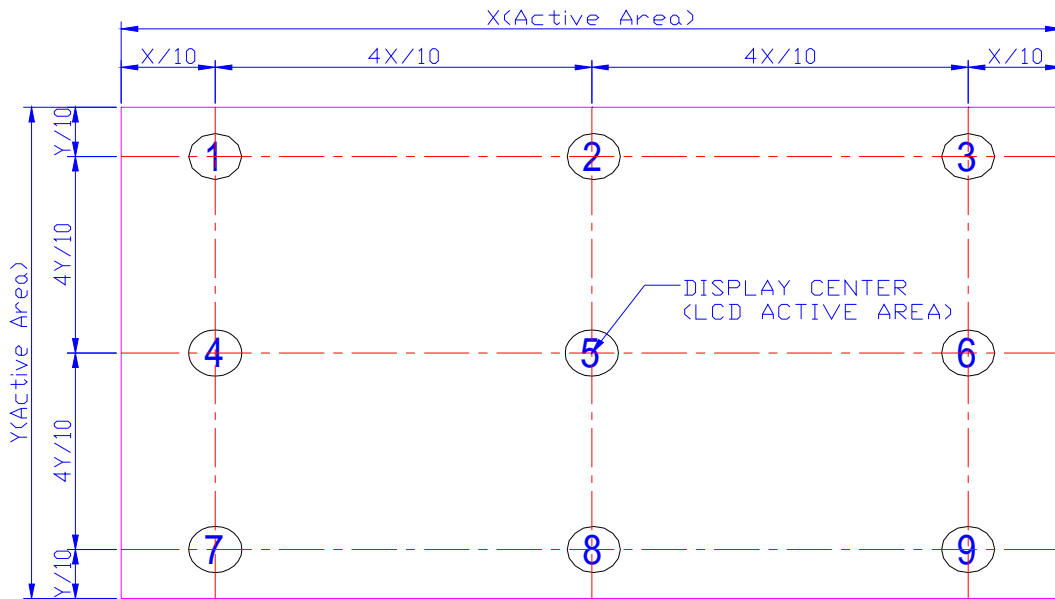 X(Active Area)
X/10
4X/10
4X/10
X/10
Y/10
1
2
3
4Y/10
DISPLAY CENTER
(LCD ACTIVE AREA)
Y(Active Area)
4
5
6
4Y/10
7
8
9
Y/10